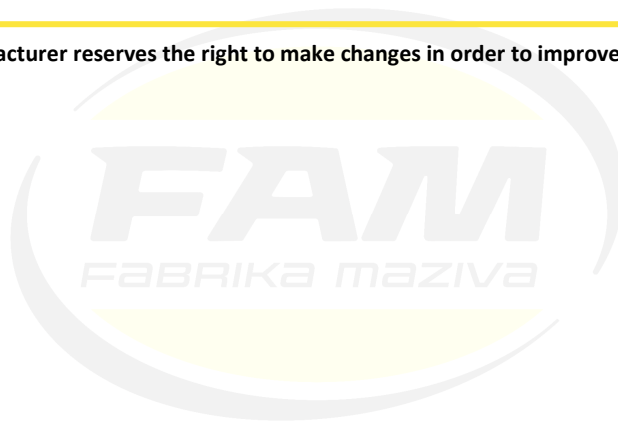 acturer reserves the right to make changes in order to improve
FAM
FABRIKA MAZIVA